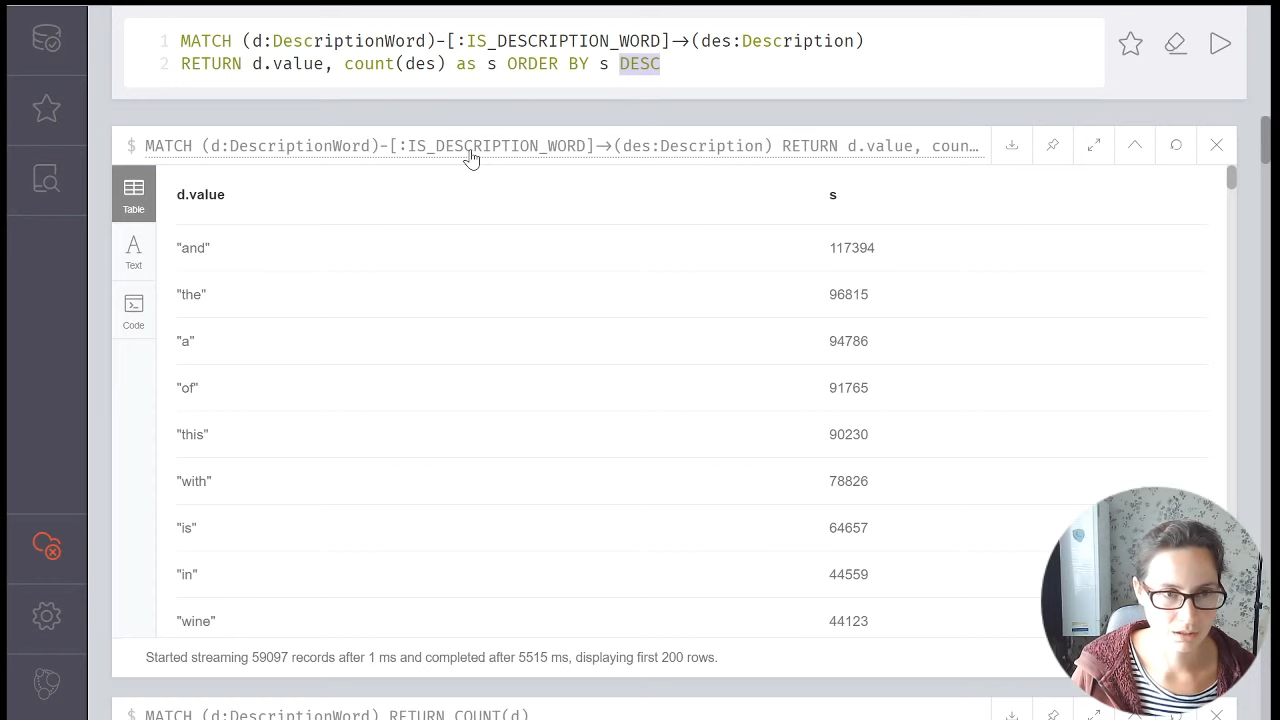 1 MATCH (d:DescriptionWord)-[:IS_DESCRIPTION_WORD]->(des:Description)
2 RETURN d.value, count(des) as s ORDER BY s DESC
$ MATCH (d:DescriptionWord)-[:IS_DESCRIPTION_WORD]->(des:Description) RETURN d.value, coun…
Table
Text
Code
d.value s
"and" 117394
"the" 96815
"a" 94786
"of" 91765
"this" 90230
"with" 78826
"is" 64657
"in" 44559
"wine" 44123
Started streaming 59097 records after 1 ms and completed after 5515 ms, displaying first 200 rows.
$ MATCH (d:DescriptionWord) RETURN COUNT(d)